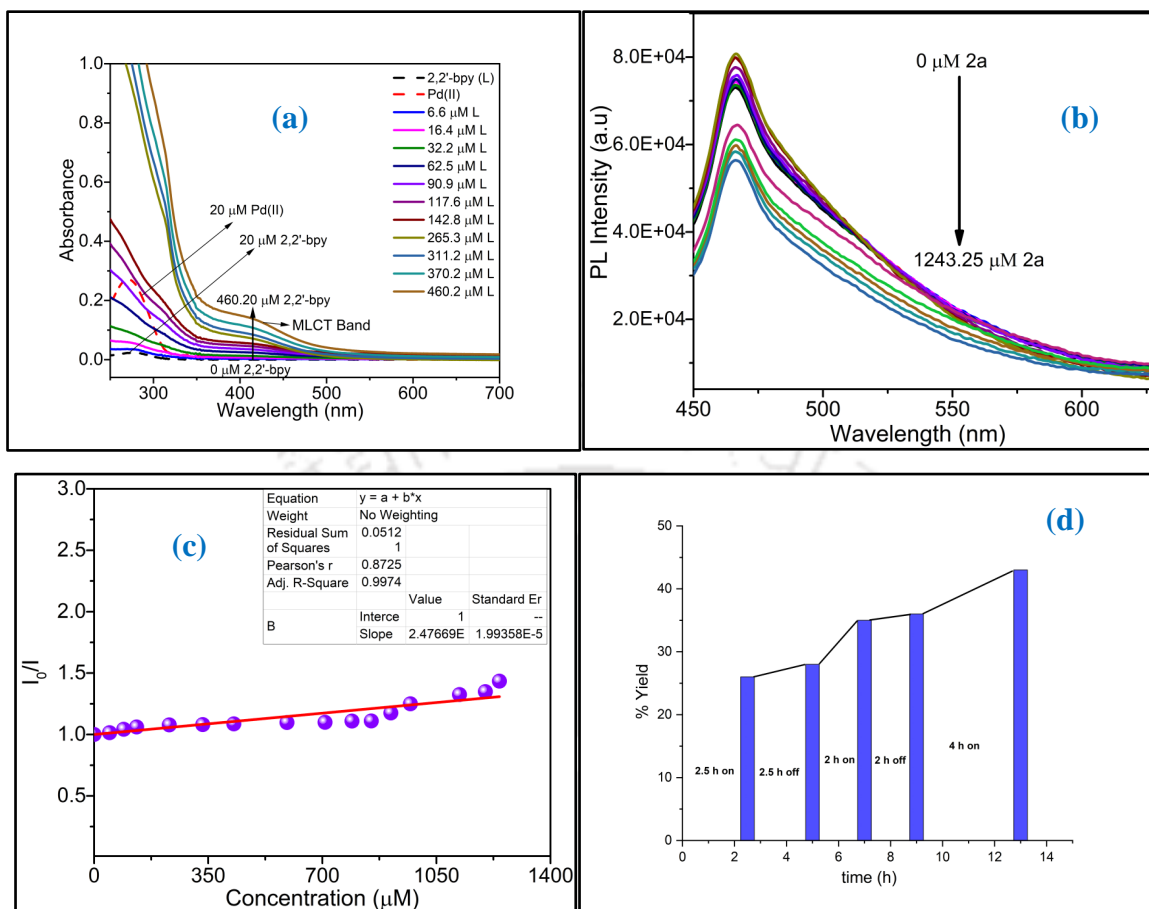 (a)
1.0
0.8
0.6
0.4
0.2
0.0
Absorbance
300
400
500
600
700
Wavelength (nm)
2,2'-bpy (L)
Pd(II)
6.6 μM L
16.4 μM L
32.2 μM L
62.5 μM L
90.9 μM L
117.6 μM L
142.8 μM L
265.3 μM L
311.2 μM L
370.2 μM L
460.2 μM L
20 μM Pd(II)
20 μM 2,2'-bpy
460.20 μM 2,2'-bpy
MLCT Band
0 μM 2,2'-bpy
(b)
8.0E+04
6.0E+04
4.0E+04
2.0E+04
PL Intensity (a.u)
450
500
550
600
Wavelength (nm)
0 μM 2a
1243.25 μM 2a
(c)
3.0
2.5
2.0
1.5
1.0
0.5
I0/I
0
350
700
1050
1400
Concentration (μM)
Equation y = a + b*x
Weight No Weighting
Residual Sum 0.0512
of Squares 1
Pearson's r 0.8725
Adj. R-Square 0.9974
Value Standard Er
B
Interce 1 --
Slope 2.47669E 1.99358E-5
(d)
50
40
30
20
10
0
% Yield
0
2
4
6
8
10
12
14
time (h)
2.5 h on
2.5 h off
2 h on
2 h off
4 h on